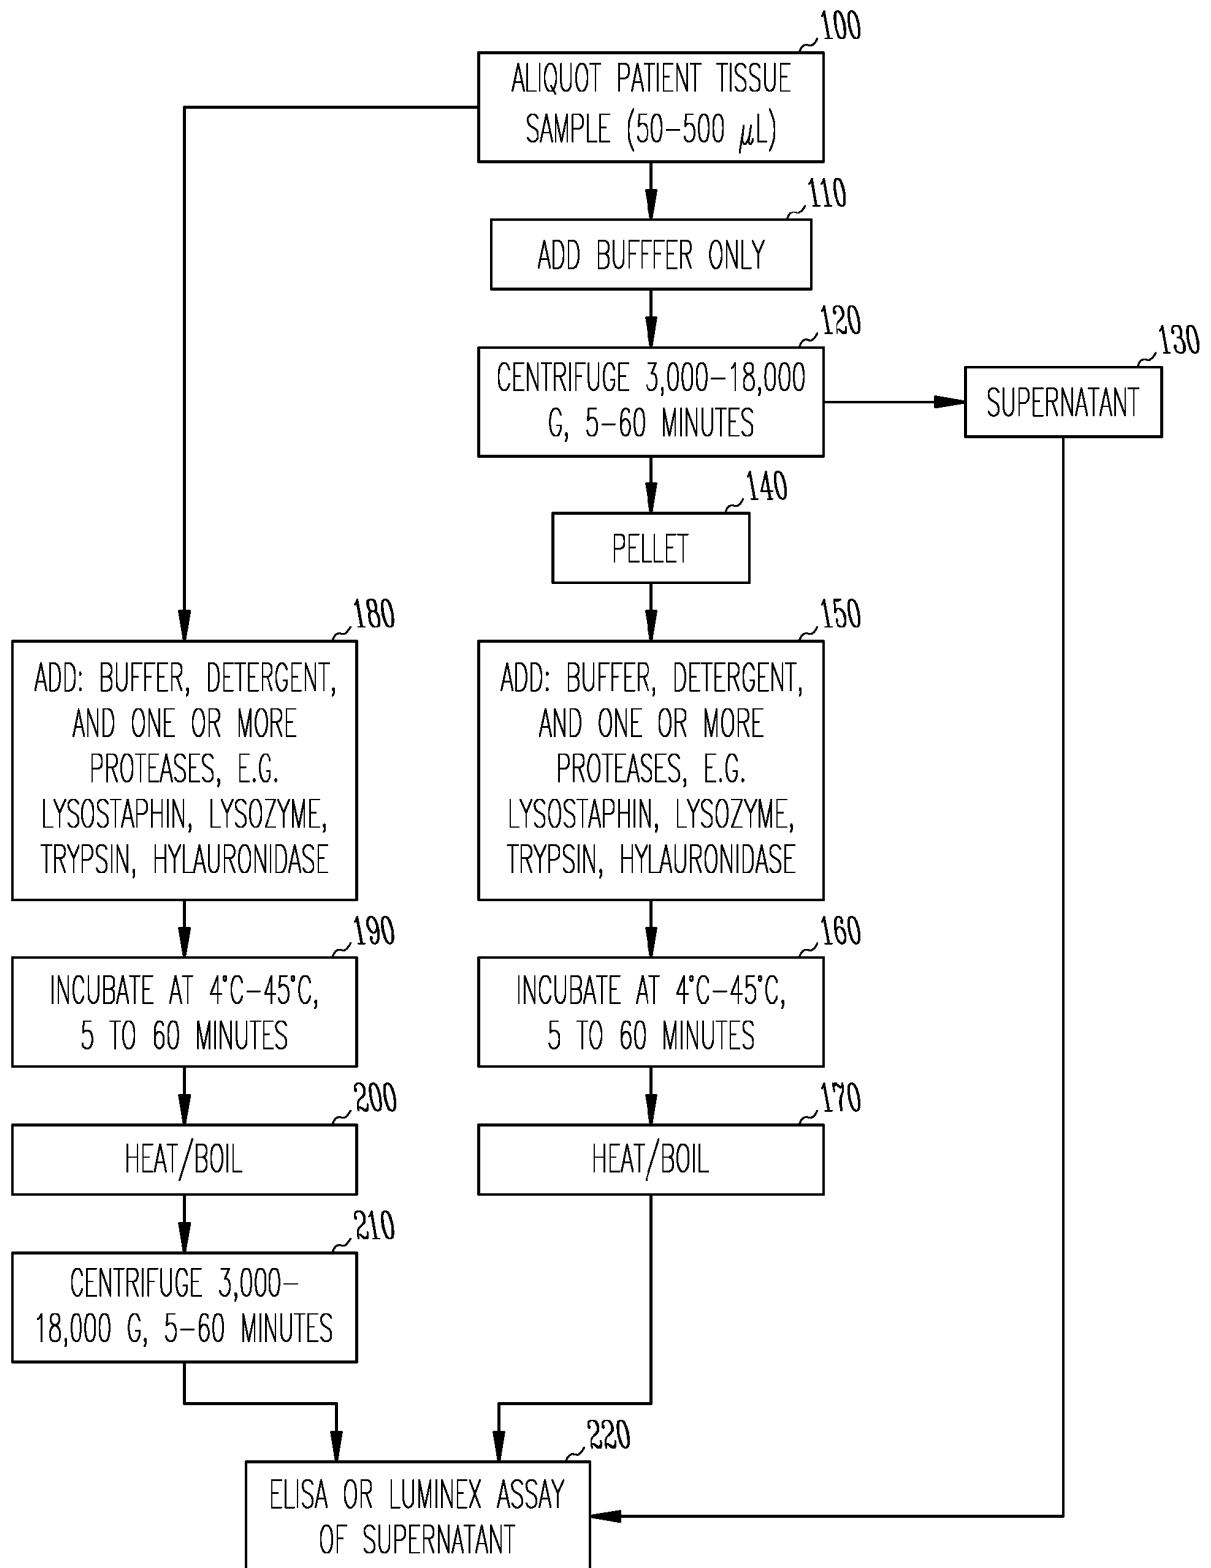 100
ALIQUOT PATIENT TISSUE
SAMPLE (50-500 μL)
110
ADD BUFFFER ONLY
120
CENTRIFUGE 3,000-18,000
G, 5-60 MINUTES
130
SUPERNATANT
140
PELLET
180
ADD: BUFFER, DETERGENT,
AND ONE OR MORE
PROTEASES, E.G.
LYSOSTAPHIN, LYSOZYME,
TRYPSIN, HYLAURONIDASE
150
ADD: BUFFER, DETERGENT,
AND ONE OR MORE
PROTEASES, E.G.
LYSOSTAPHIN, LYSOZYME,
TRYPSIN, HYLAURONIDASE
190
INCUBATE AT 4°C-45°C,
5 TO 60 MINUTES
160
INCUBATE AT 4°C-45°C,
5 TO 60 MINUTES
200
HEAT/BOIL
170
HEAT/BOIL
210
CENTRIFUGE 3,000-
18,000 G, 5-60 MINUTES
220
ELISA OR LUMINEX ASSAY
OF SUPERNATANT